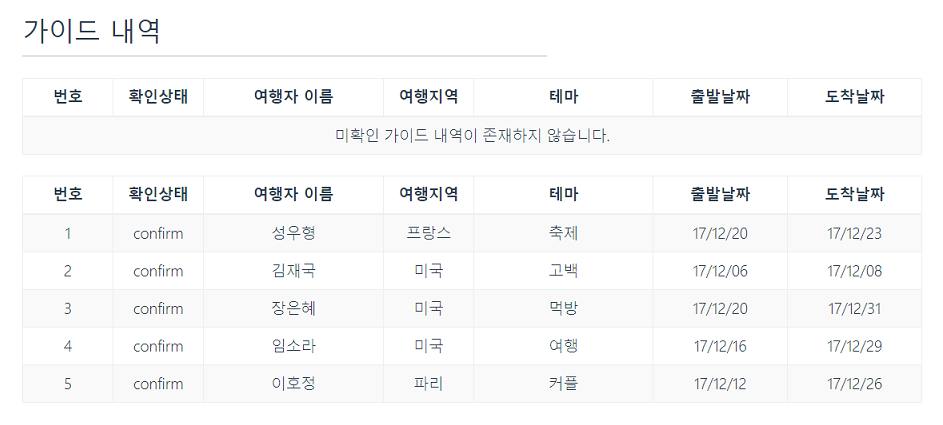 가이드 내역
번호 확인상태 여행자 이름 여행지역 테마 출발날짜 도착날짜
미확인 가이드 내역이 존재하지 않습니다.
번호 확인상태 여행자 이름 여행지역 테마 출발날짜 도착날짜
1 confirm 성우형 프랑스 축제 17/12/20 17/12/23
2 confirm 김재국 미국 고백 17/12/06 17/12/08
3 confirm 장은혜 미국 먹방 17/12/20 17/12/31
4 confirm 임소라 미국 여행 17/12/16 17/12/29
5 confirm 이호정 파리 커플 17/12/12 17/12/26